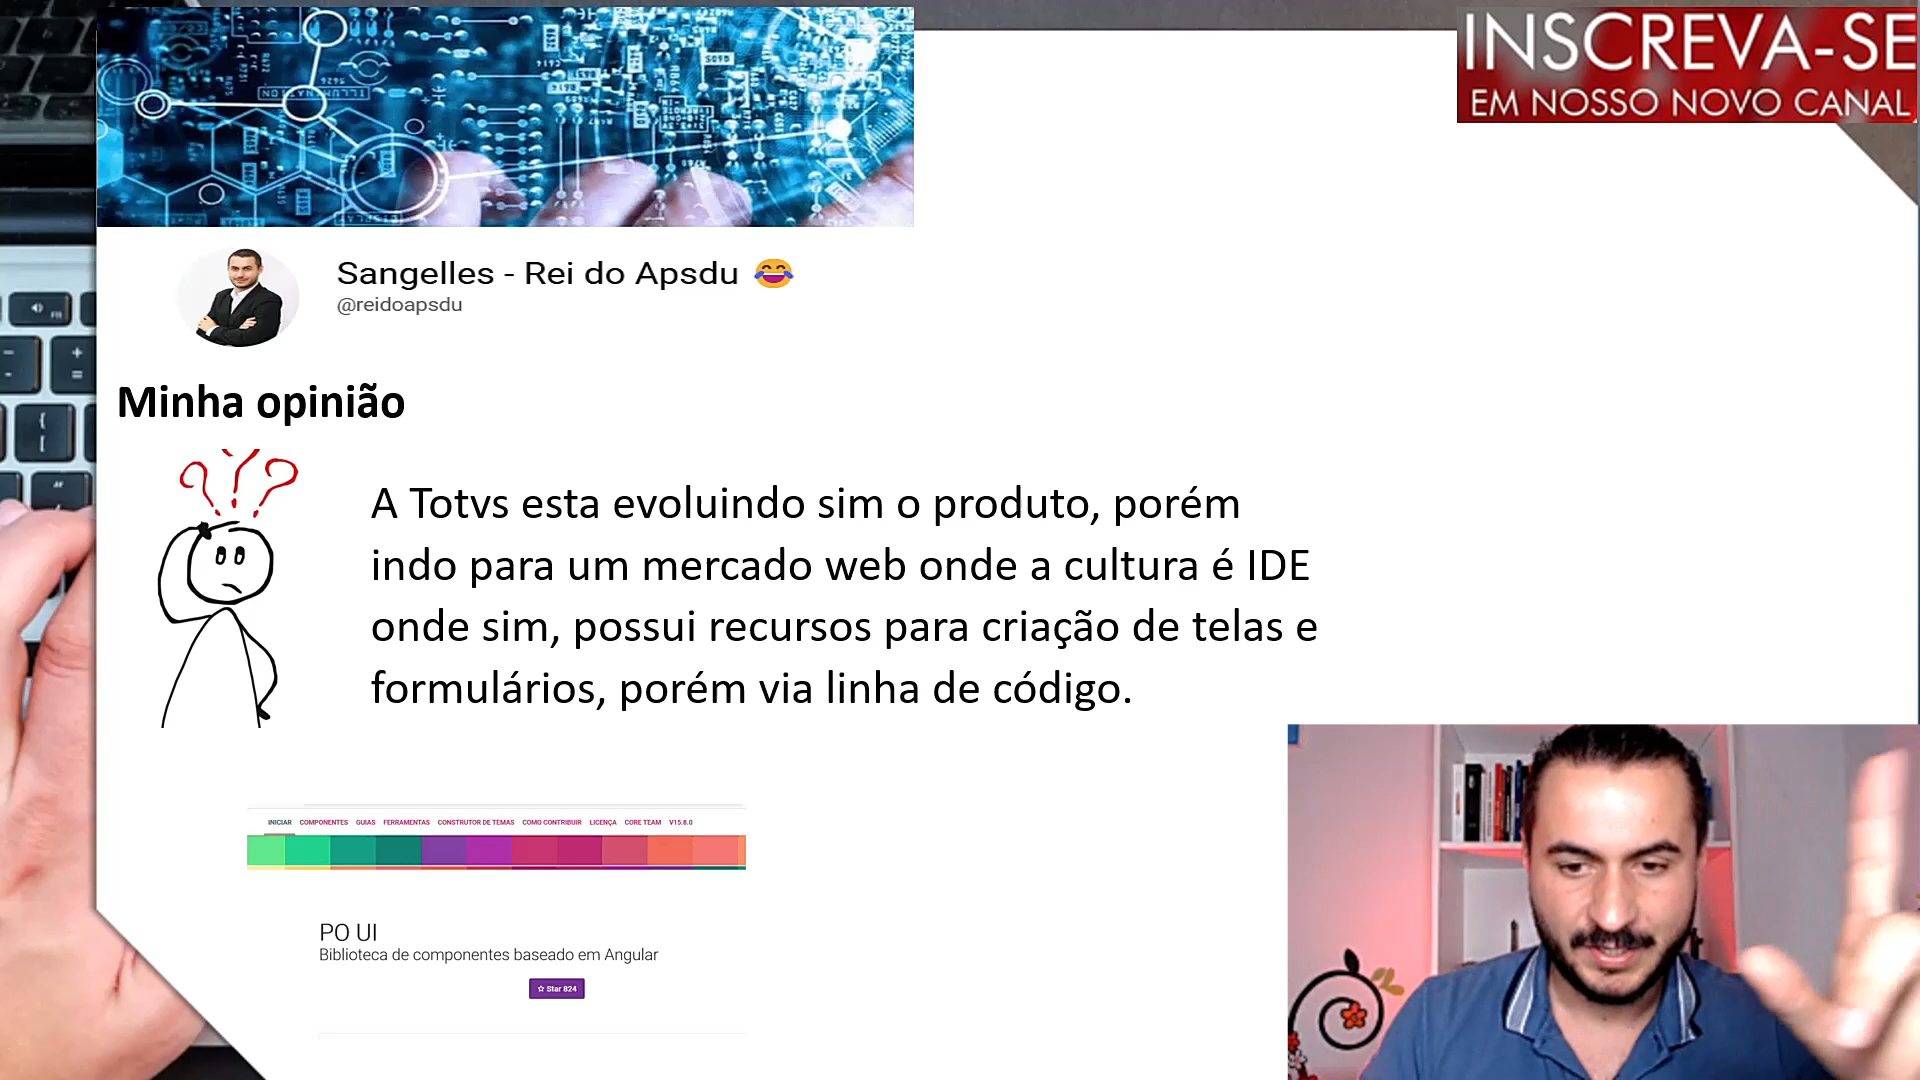 INSCREVA-SE
EM NOSSO NOVO CANAL
Sangelles - Rei do Apsdu 😂
@reidoapsdu
Minha opinião
A Totvs esta evoluindo sim o produto, porém
indo para um mercado web onde a cultura é IDE
onde sim, possui recursos para criação de telas e
formulários, porém via linha de código.
INICIAR COMPONENTES GUIAS FERRAMENTAS CONSTRUTOR DE TEMAS COMO CONTRIBUIR LICENÇA CORE TEAM V15.8.0
PO UI
Biblioteca de componentes baseado em Angular
☆ Star 824